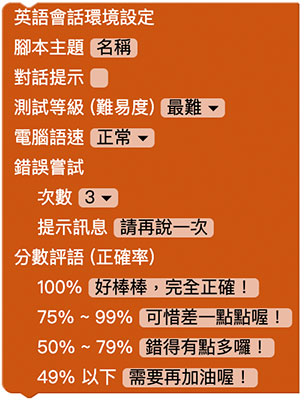 英語會話環境設定
腳本主題 名稱
對話提示
測試等級 (難易度) 最難
電腦語速 正常
錯誤嘗試
次數 3
提示訊息 請再說一次
分數評語 (正確率)
100% 好棒棒，完全正確！
75% ~ 99% 可惜差一點點喔！
50% ~ 79% 錯得有點多囉！
49% 以下 需要再加油喔！